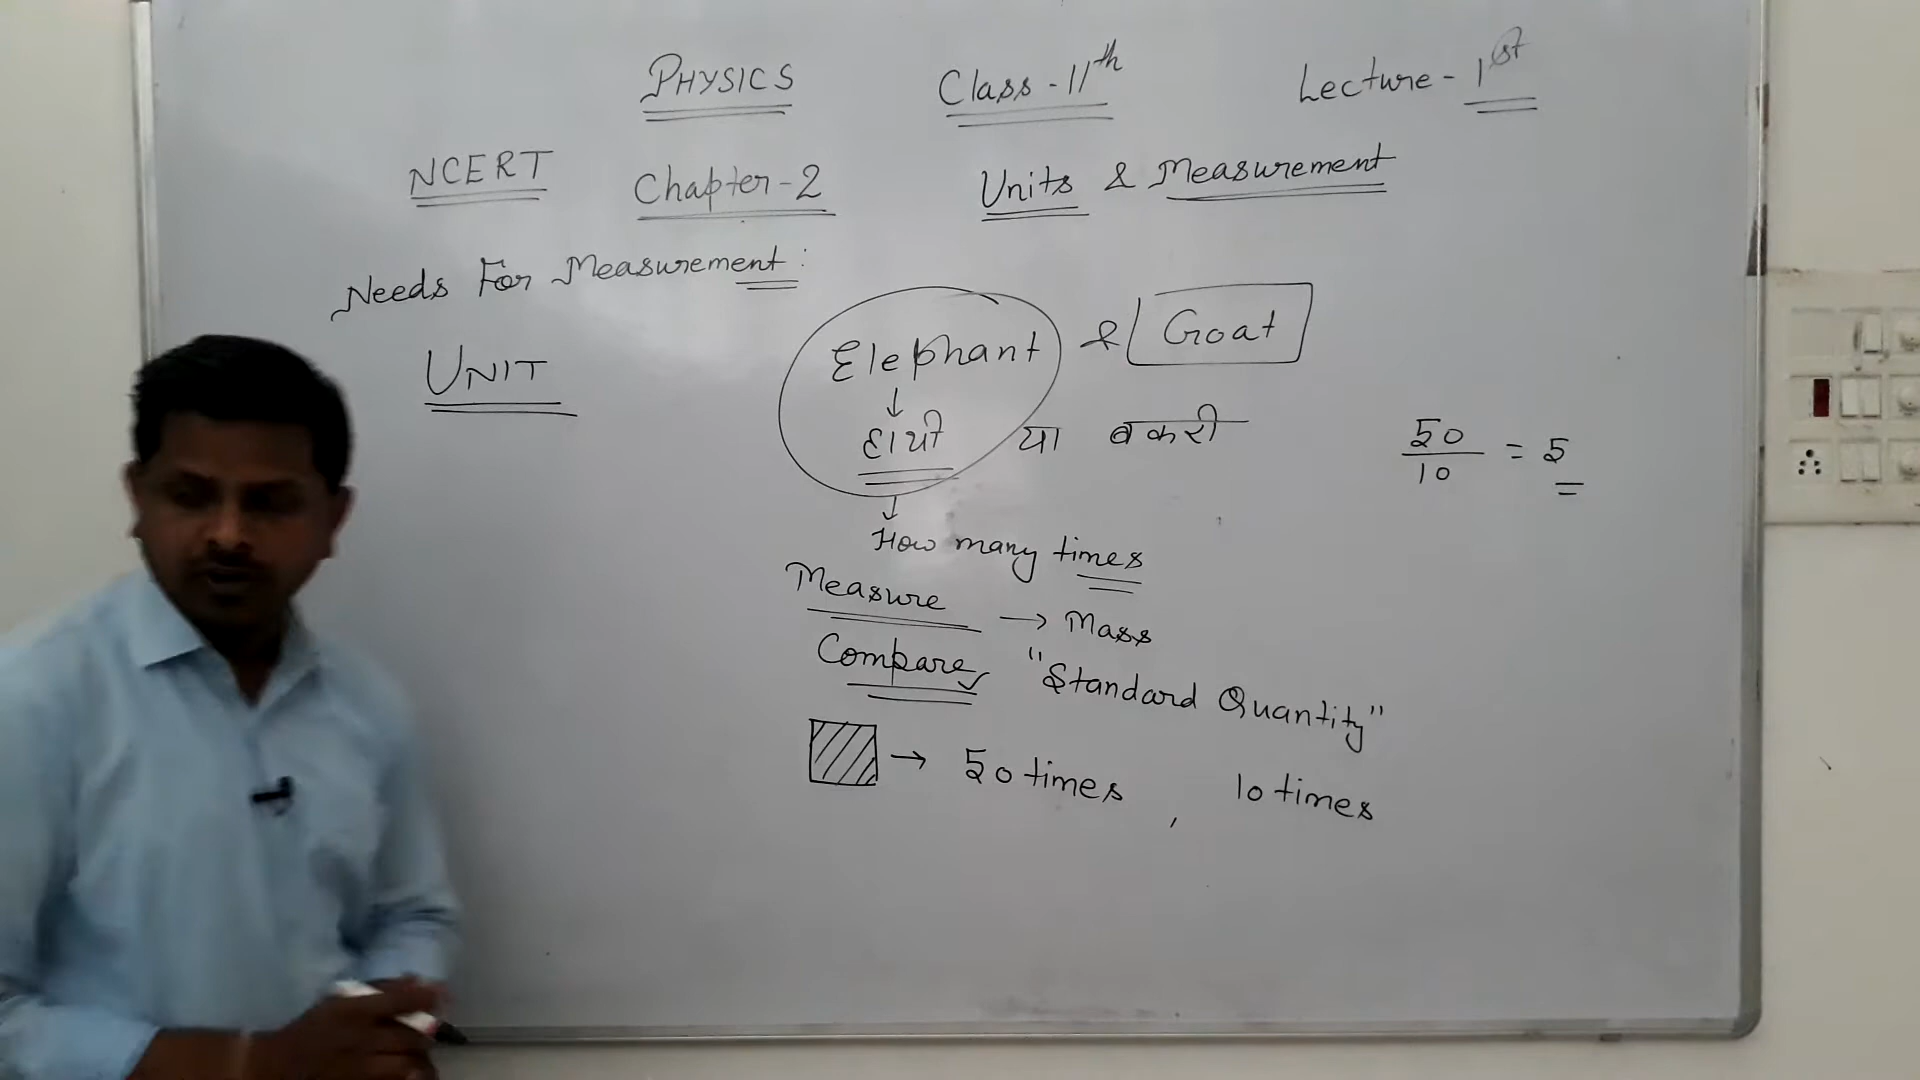 PHYSICS Class-11th Lecture-1st
NCERT Chapter-2 Units & Measurement
Needs For Measurement:
UNIT
Elephant & Goat
↓
हाथी या बकरी
50/10 = 5
↓
How many times
Measure → Mass
Compare "Standard Quantity"
→ 50 times, 10 times